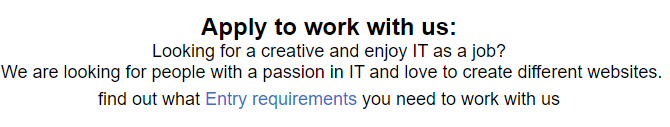 Apply to work with us:
Looking for a creative and enjoy IT as a job?
We are looking for people with a passion in IT and love to create different websites.
find out what Entry requirements you need to work with us